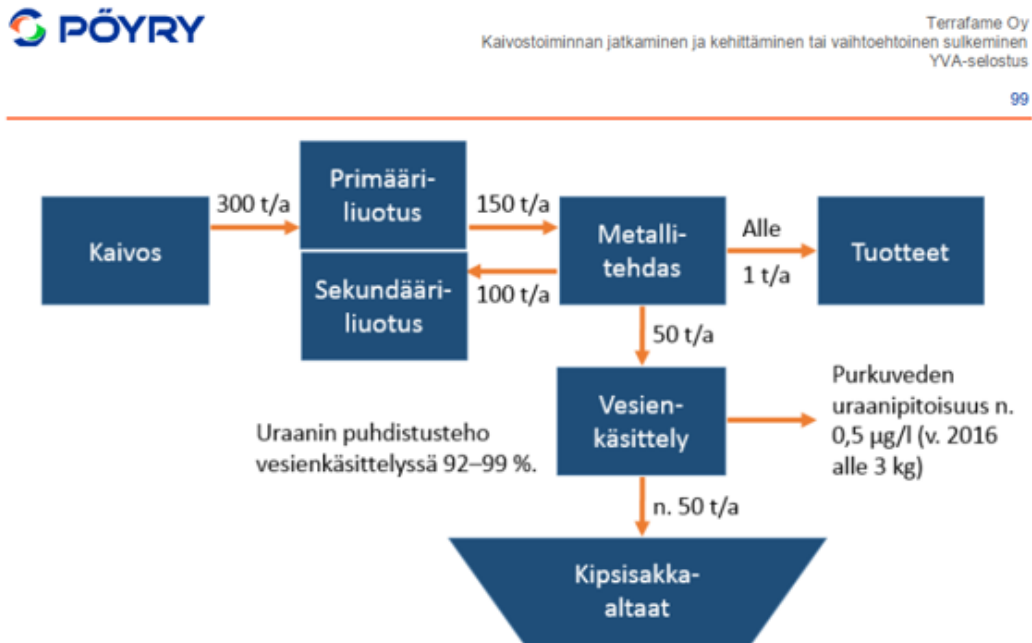 PÖYRY
Terrafame Oy
Kaivostoiminnan jatkaminen ja kehittäminen tai vaihtoehtoinen sulkeminen
YVA-selostus
99
Kaivos
300 t/a
Primääri-
liuotus
150 t/a
Sekundääri-
liuotus
100 t/a
Metalli-
tehdas
Alle
1 t/a
Tuotteet
50 t/a
Uraanin puhdistusteho
vesienkäsittelyssä 92–99 %.
Vesien-
käsittely
Purkuveden
uraanipitoisuus n.
0,5 µg/l (v. 2016
alle 3 kg)
n. 50 t/a
Kipsisakka-
altaat